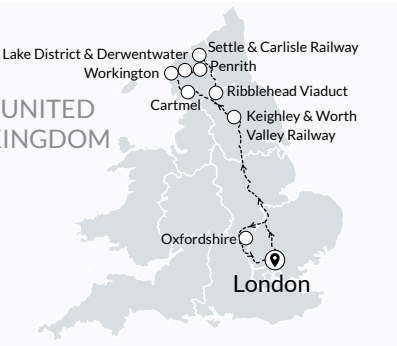 Settle & Carlisle Railway
Lake District & Derwentwater
Penrith
Workington
Ribblehead Viaduct
Cartmel
UNITED
KINGDOM
Keighley & Worth
Valley Railway
Oxfordshire
London